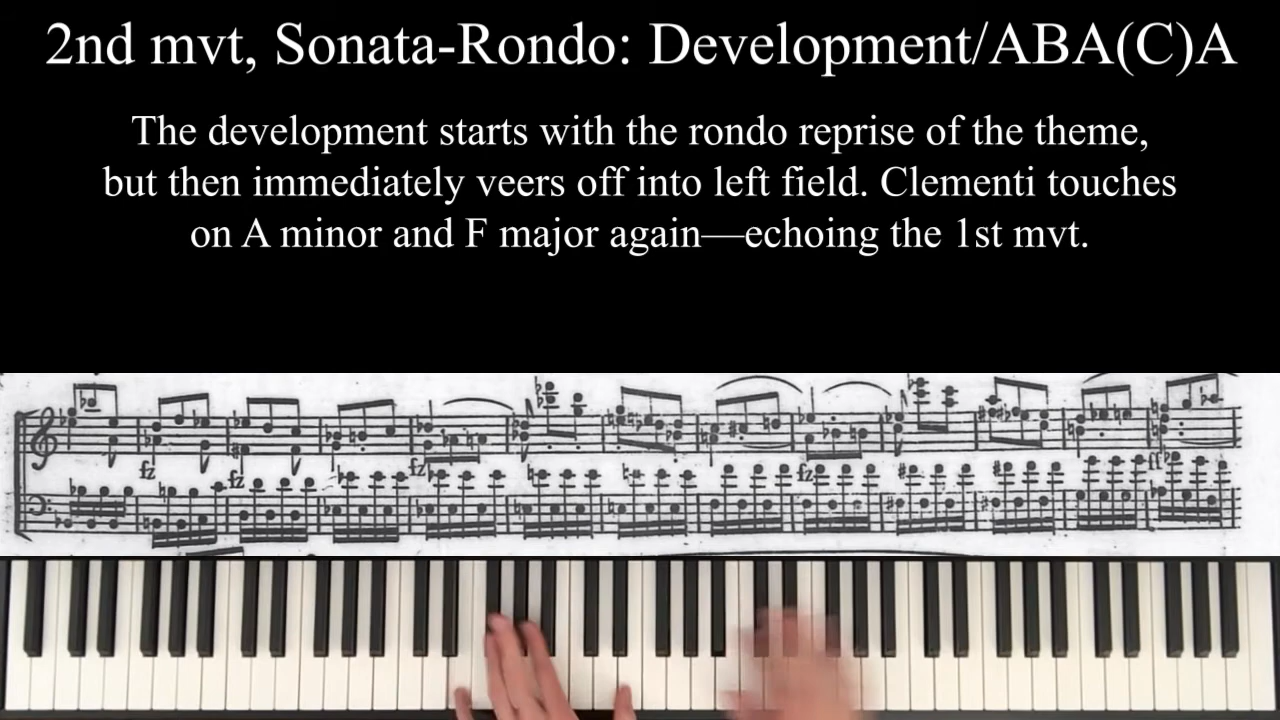 2nd mvt, Sonata-Rondo: Development/ABA(C)A
The development starts with the rondo reprise of the theme,
but then immediately veers off into left field. Clementi touches
on A minor and F major again—echoing the 1st mvt.
fz
fz
fz
fz
ff